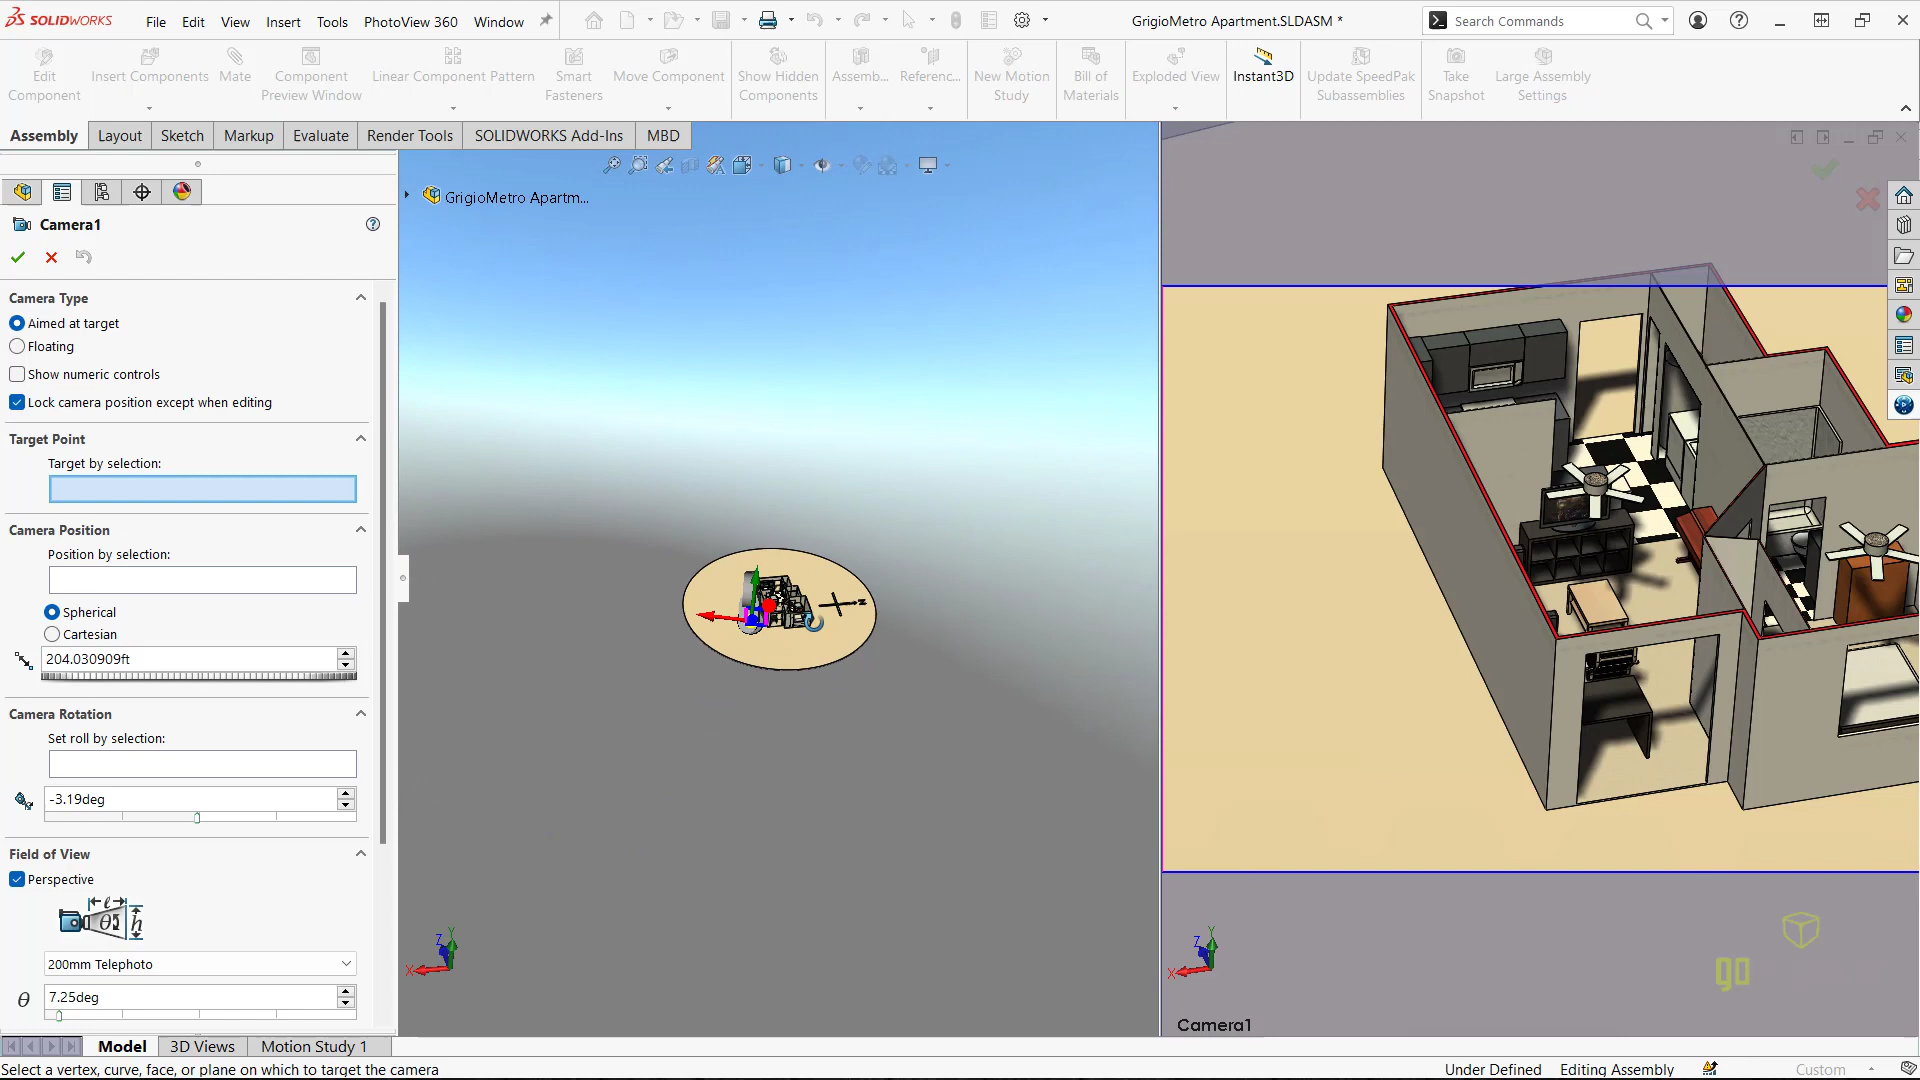 SOLIDWORKS
File Edit View Insert Tools PhotoView 360 Window
GrigioMetro Apartment.SLDASM *
Search Commands
Edit Component
Insert Components
Mate
Component Preview Window
Linear Component Pattern
Smart Fasteners
Move Component
Show Hidden Components
Assemb...
Referenc...
New Motion Study
Bill of Materials
Exploded View
Instant3D
Update SpeedPak Subassemblies
Take Snapshot
Large Assembly Settings
Assembly Layout Sketch Markup Evaluate Render Tools SOLIDWORKS Add-Ins MBD
GrigioMetro Apartm...
Camera1
Camera Type
Aimed at target
Floating
Show numeric controls
Lock camera position except when editing
Target Point
Target by selection:
Camera Position
Position by selection:
Spherical
Cartesian
204.030909ft
Camera Rotation
Set roll by selection:
-3.19deg
Field of View
Perspective
ℓ
θ
h
200mm Telephoto
θ 7.25deg
Z Y
X
Z Y
X
go
Camera1
Model 3D Views Motion Study 1
Select a vertex, curve, face, or plane on which to target the camera
Under Defined Editing Assembly Custom